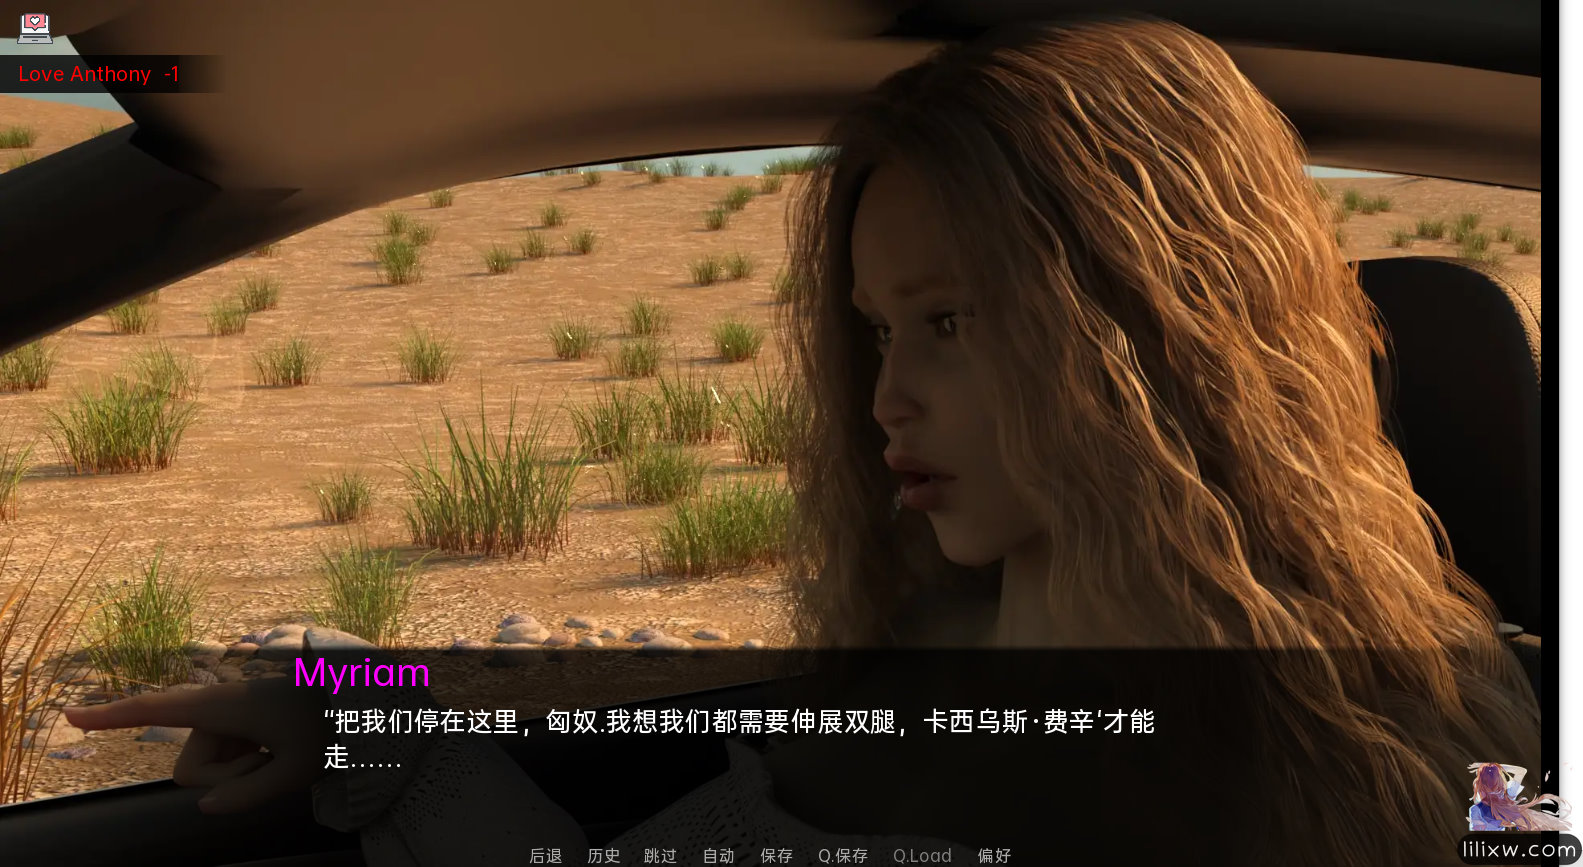 Love Anthony -1
Myriam
“把我们停在这里，匈奴.我想我们都需要伸展双腿，卡西乌斯·费辛‘才能
走……
后退 历史 跳过 自动 保存 Q.保存 Q.Load 偏好
lilixw.com